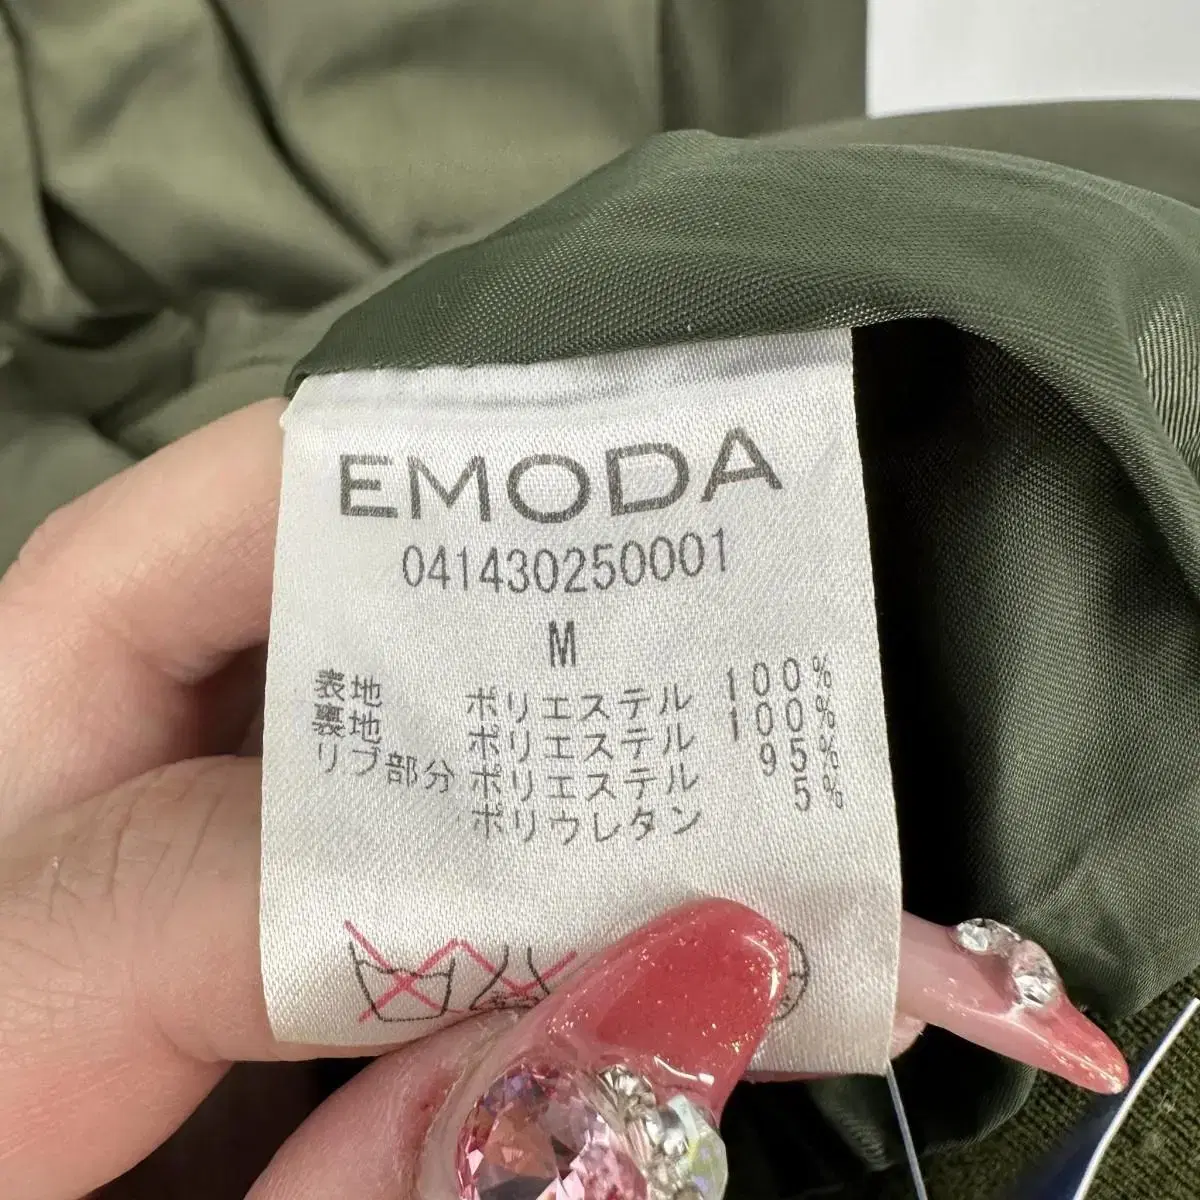 EMODA
041430250001
M
表地 ポリエステル 100%
裏地 ポリエステル 100%
リブ部分 ポリエステル 95%
ポリウレタン 5%